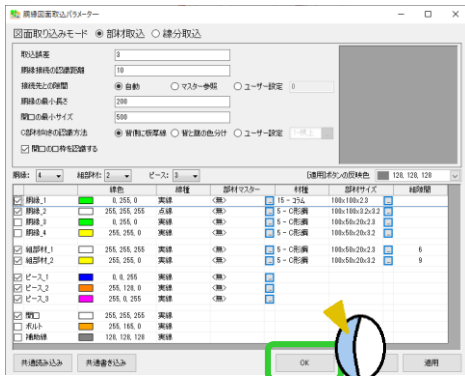 胴縁図面取込パラメーター
図面取り込みモード 部材取込 線分取込
取込誤差 3
胴縁接続の認識距離 10
接続先との隙間 自動 マスター参照 ユーザー設定 0
胴縁の最小長さ 200
開口の最小サイズ 500
C部材向きの認識方法 背側に板厚線 背と腹の色分け ユーザー設定
開口の口枠を認識する
胴縁: 4 組部材: 2 ピース: 3 [適用]ボタンの反映色 128, 128, 128
線色 線種 部材マスター 材種 部材サイズ 組隙間
胴縁_1 0, 255, 0 実線 <無> 15 - コラム 100x100x2.3
胴縁_2 255, 255, 255 点線 <無> 5 - C形鋼 100x100x3.2x3.2
胴縁_3 0, 255, 0 実線 <無> 5 - C形鋼 100x50x20x2.3
胴縁_4 255, 255, 0 実線 <無> 5 - C形鋼 100x50x20x3.2
組部材_1 255, 255, 255 実線 <無> 5 - C形鋼 100x50x20x2.3 6
組部材_2 255, 255, 0 実線 <無> 5 - C形鋼 100x50x20x3.2 9
ピース_1 0, 0, 255 実線 <無>
ピース_2 255, 128, 0 実線 <無>
ピース_3 255, 0, 255 実線 <無>
開口 255, 255, 255 実線
ボルト 255, 165, 0 実線
補助線 128, 128, 128 実線
共通読み込み 共通書き込み OK 適用